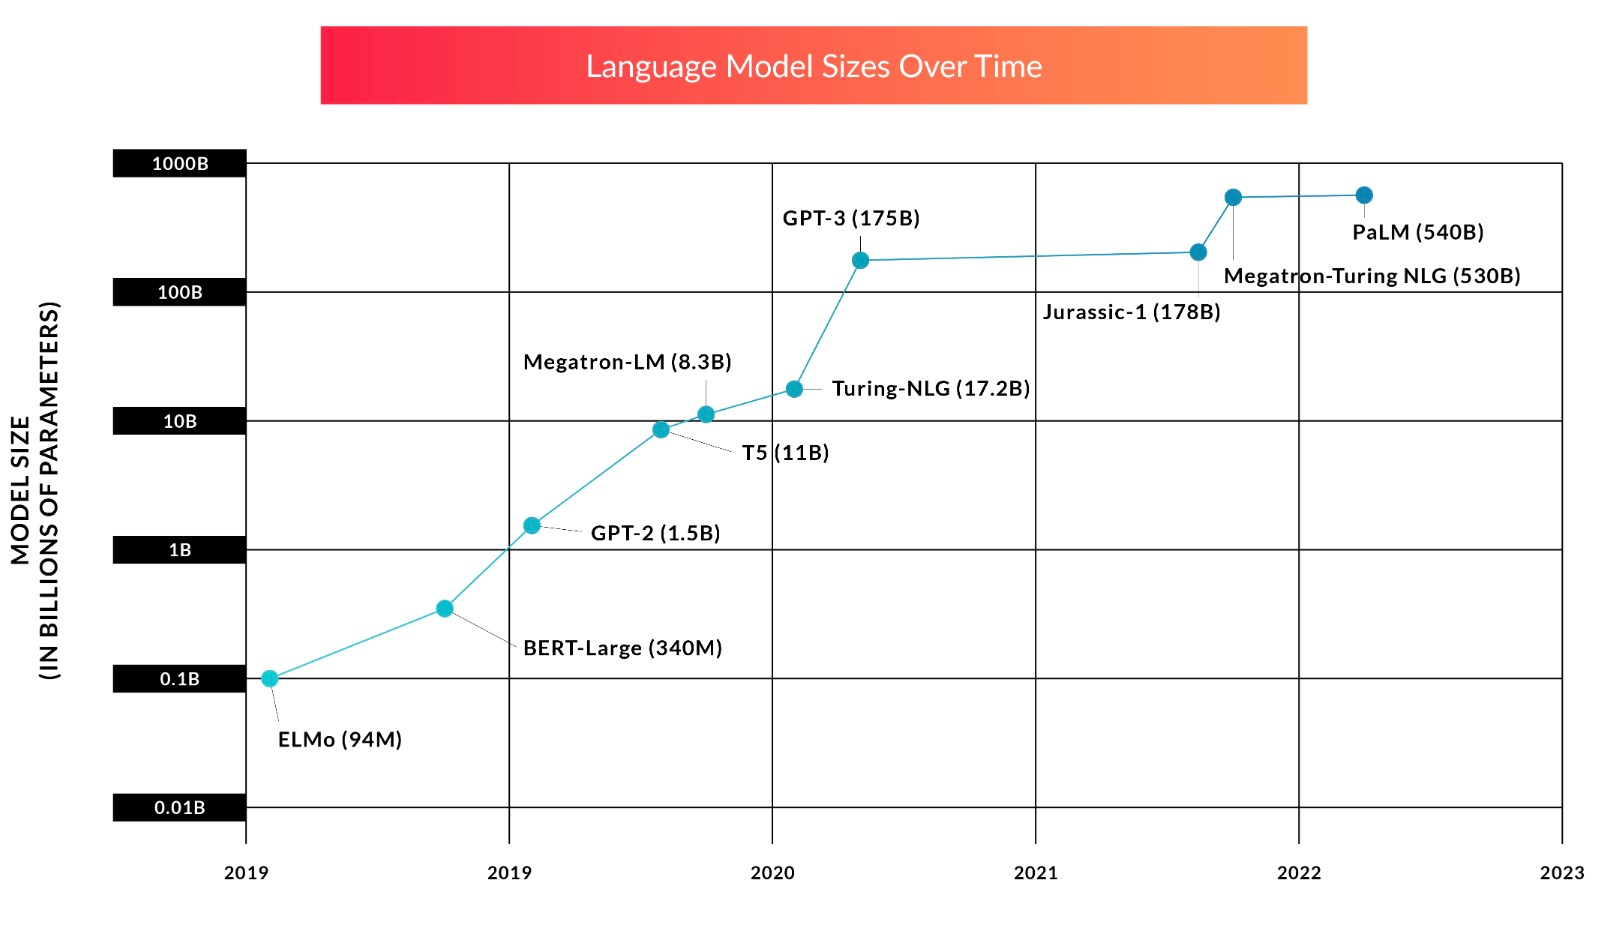 Language Model Sizes Over Time
MODEL SIZE
(IN BILLIONS OF PARAMETERS)
1000B
100B
10B
1B
0.1B
0.01B
GPT-3 (175B)
PaLM (540B)
Megatron-Turing NLG (530B)
Jurassic-1 (178B)
Megatron-LM (8.3B)
Turing-NLG (17.2B)
T5 (11B)
GPT-2 (1.5B)
BERT-Large (340M)
ELMo (94M)
2019
2019
2020
2021
2022
2023